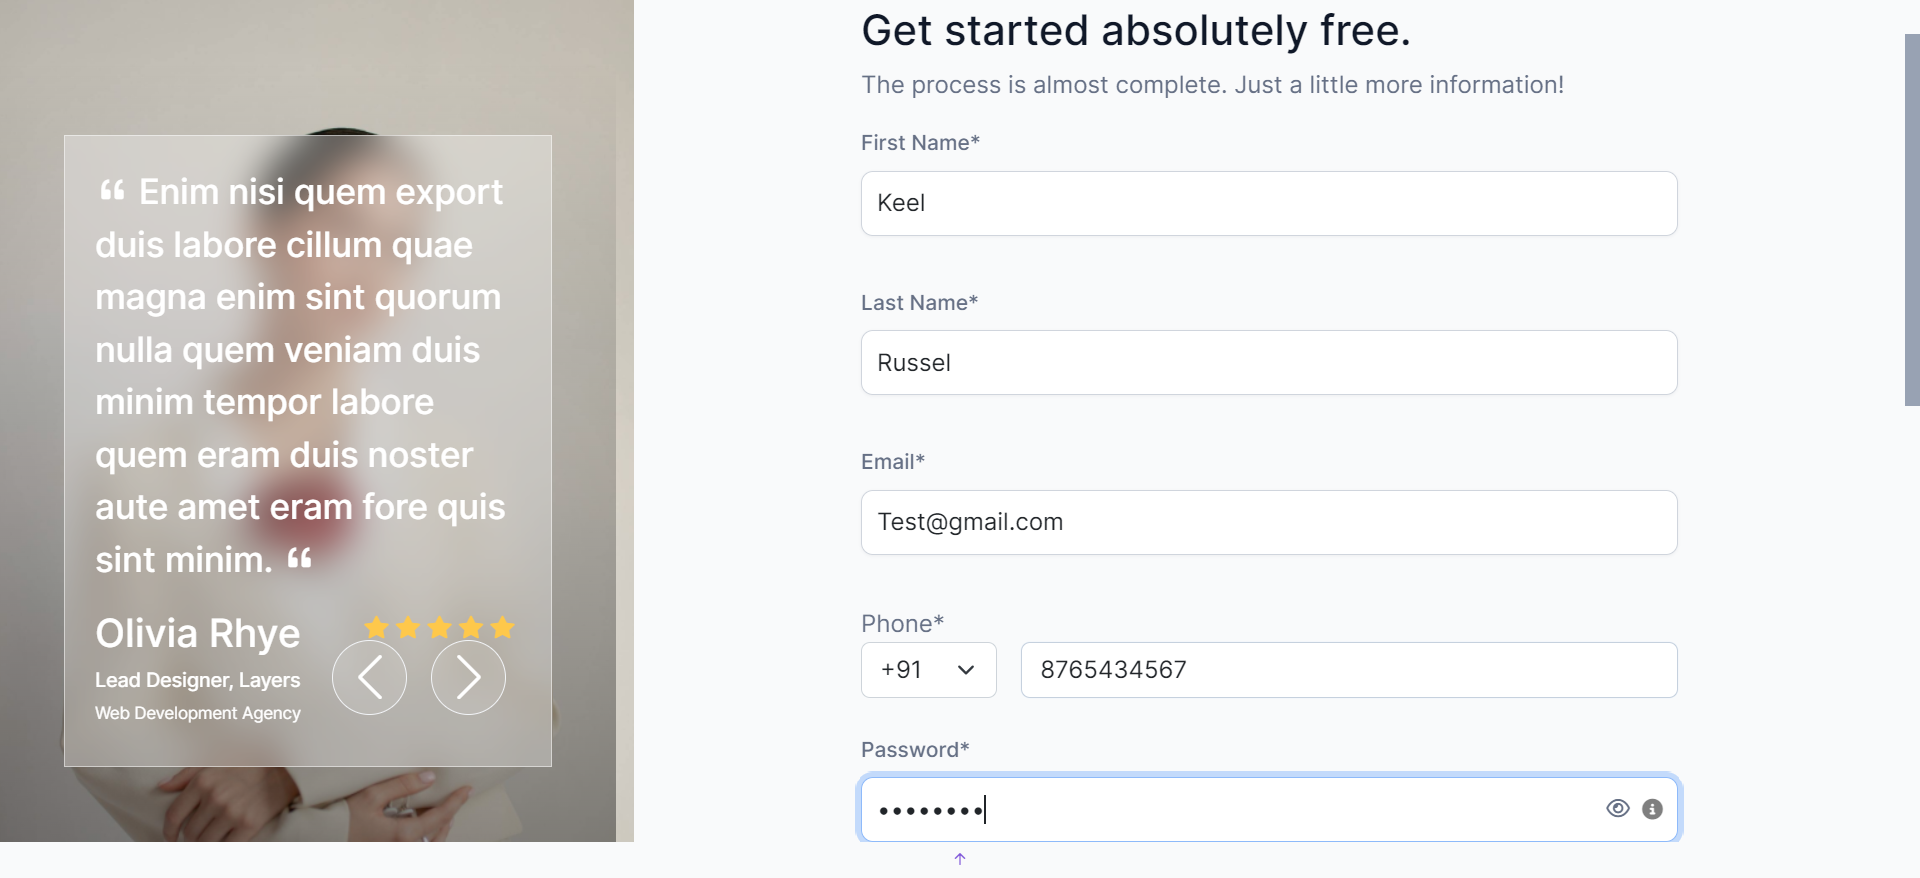 “ Enim nisi quem export
duis labore cillum quae
magna enim sint quorum
nulla quem veniam duis
minim tempor labore
quem eram duis noster
aute amet eram fore quis
sint minim. “
Olivia Rhye
Lead Designer, Layers
Web Development Agency
Get started absolutely free.
The process is almost complete. Just a little more information!
First Name*
Keel
Last Name*
Russel
Email*
Test@gmail.com
Phone*
+91 8765434567
Password*
••••••••